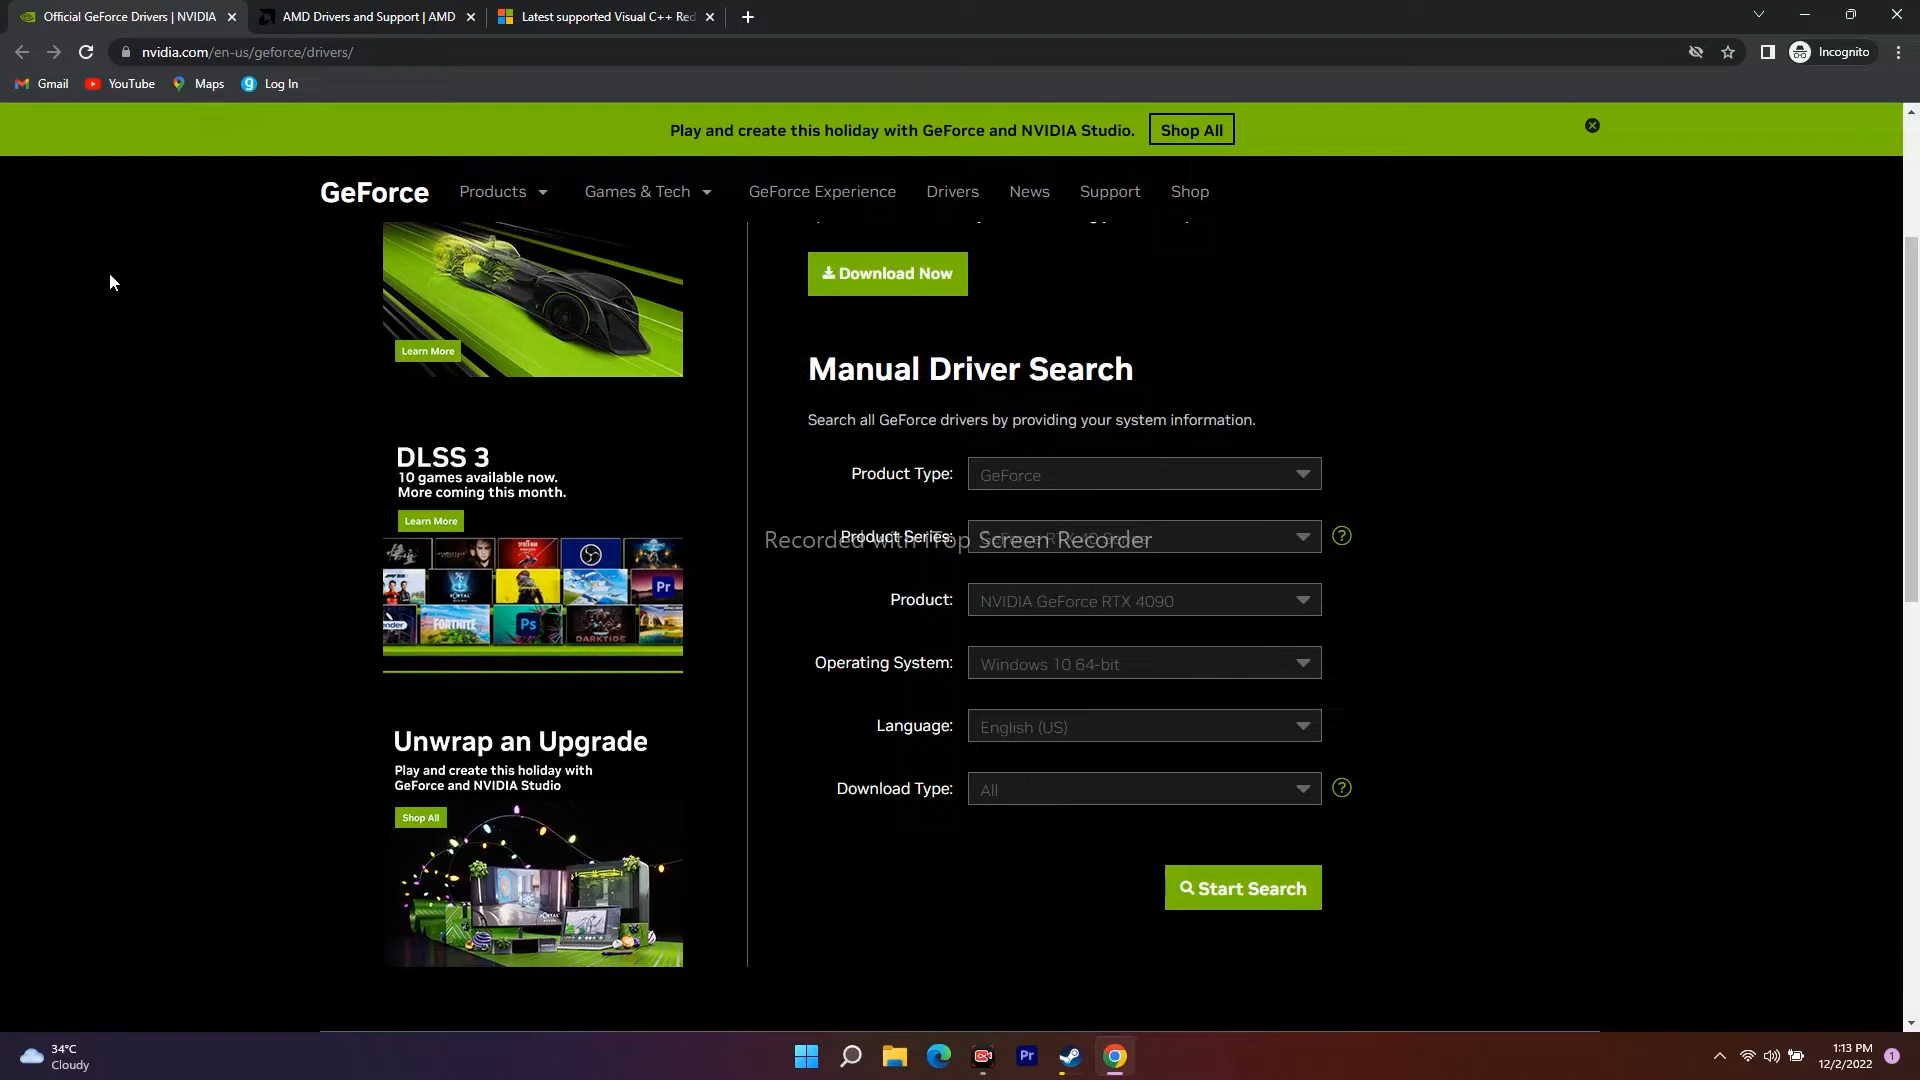 Official GeForce Drivers | NVIDIA
AMD Drivers and Support | AMD
Latest supported Visual C++ Red
nvidia.com/en-us/geforce/drivers/
Incognito
Gmail
YouTube
Maps
Log In
Play and create this holiday with GeForce and NVIDIA Studio.
Shop All
GeForce
Products
Games & Tech
GeForce Experience
Drivers
News
Support
Shop
Learn More
Download Now
Manual Driver Search
Search all GeForce drivers by providing your system information.
DLSS 3
10 games available now.
More coming this month.
Learn More
FORTNITE
Ps
Pr
DARKTIDE
Product Type:
GeForce
Product Series:
Recorded with iTop Screen Recorder
Product:
NVIDIA GeForce RTX 4090
Operating System:
Windows 10 64-bit
Language:
English (US)
Download Type:
All
Start Search
Unwrap an Upgrade
Play and create this holiday with
GeForce and NVIDIA Studio
Shop All
34°C
Cloudy
Pr
1:13 PM
12/2/2022
1